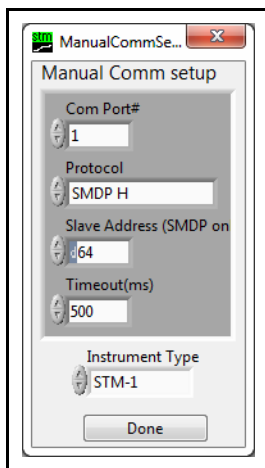 stm
ManualCommSe...
Manual Comm setup
Com Port#
1
Protocol
SMDP H
Slave Address (SMDP on
d64
Timeout(ms)
500
Instrument Type
STM-1
Done